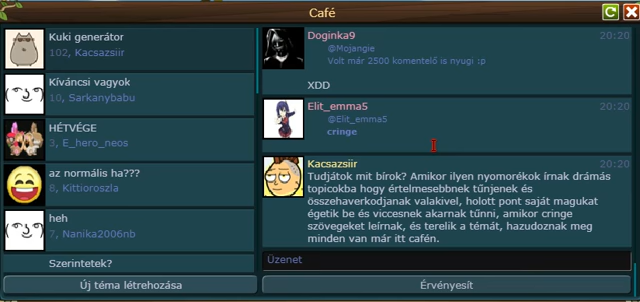 Café
Kuki generátor
102, Kacsazsiir
Kíváncsi vagyok
10, Sarkanybabu
HÉTVÉGE
3, E_hero_neos
az normális ha???
8, Kittioroszla
heh
7, Nanika2006nb
Szerintetek?
Új téma létrehozása
Doginka9 20:20
@Mojangie
Volt már 2500 komentelő is nyugi :p
XDD
Elit_emma5 20:20
@Elit_emma5
cringe
Kacsazsiir 20:20
Tudjátok mit bírok? Amikor ilyen nyomorékok írnak drámás
topicokba hogy értelmesebbnek tűnjenek és
összehaverkodjanak valakivel, holott pont saját magukat
égetik be és viccesnek akarnak tűnni, amikor cringe
szövegeket leírnak, és terelik a témát, hazudoznak meg
minden van már itt cafén.
Üzenet
Érvényesít